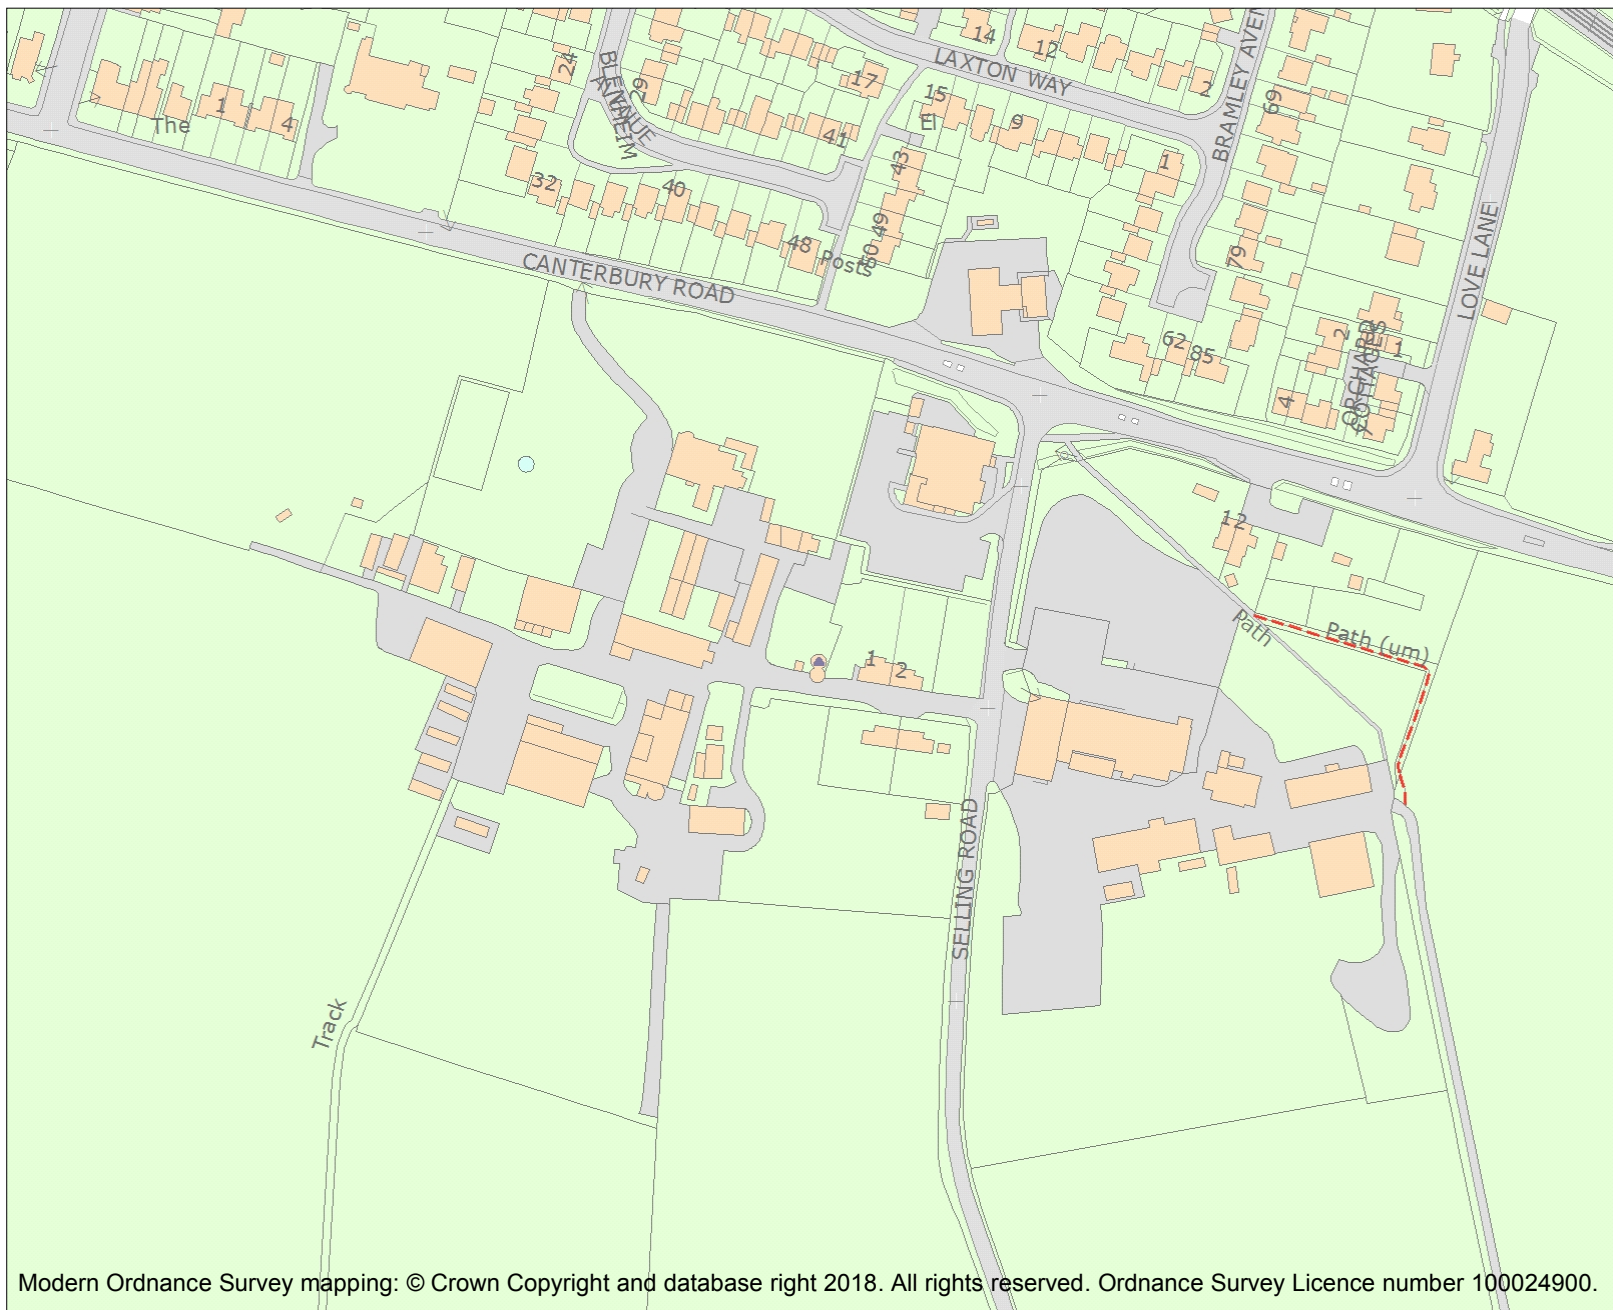 14
12
LAXTON WAY
2
BRAMLEY AVEN
24
BLENHEIM
AVENUE
29
17
15
El
9
69
The
1
4
41
43
1
32
40
49
48
Posts
79
LOVE LANE
CANTERBURY ROAD
62
85
2
1
ORCHARD
COTTAGES
4
7
12
Path
Path (um)
1
2
SELLING ROAD
Track
Modern Ordnance Survey mapping: © Crown Copyright and database right 2018. All rights reserved. Ordnance Survey Licence number 100024900.